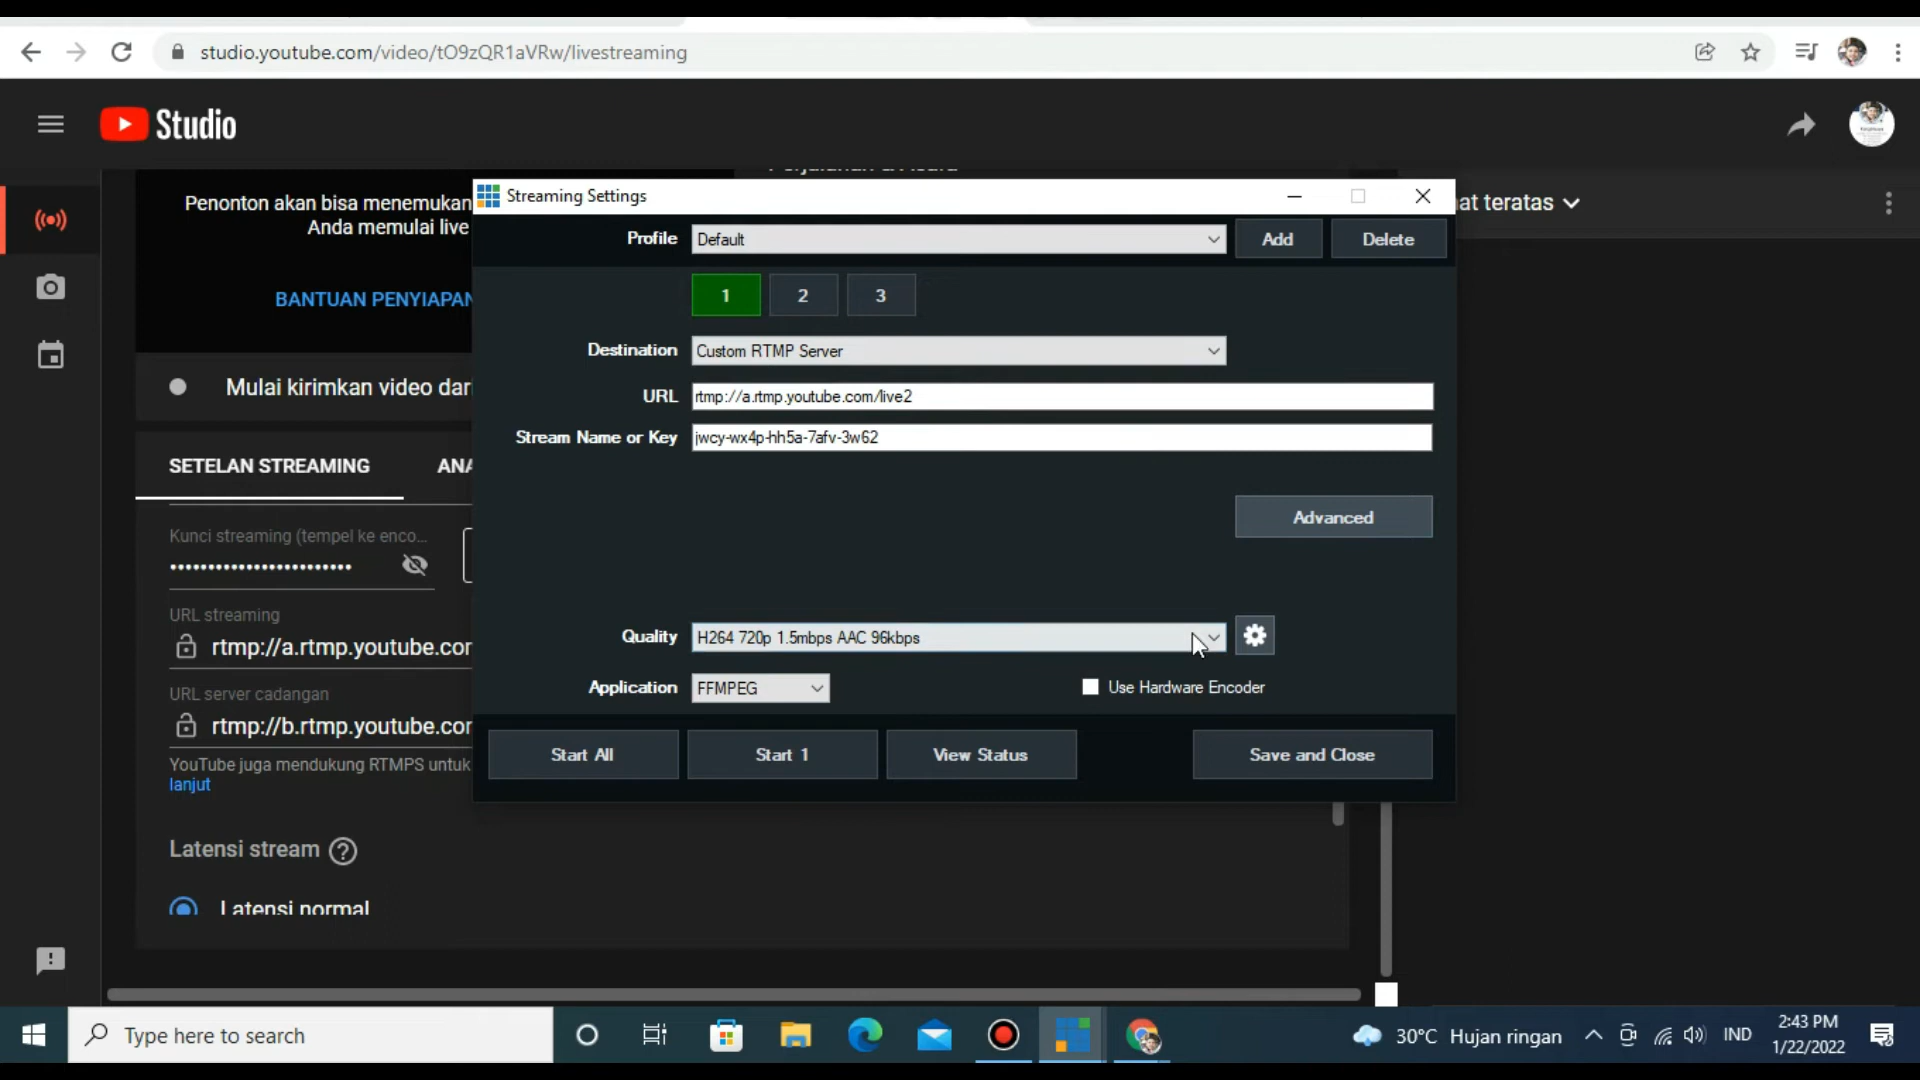 studio.youtube.com/video/tO9zQR1aVRw/livestreaming
Studio
Penonton akan bisa menemukan
Anda memulai live
BANTUAN PENYIAPAN
Mulai kirimkan video dari
SETELAN STREAMING
ANA
Kunci streaming (tempel ke enco...
••••••••••••••••••••••••
URL streaming
rtmp://a.rtmp.youtube.com
URL server cadangan
rtmp://b.rtmp.youtube.com
YouTube juga mendukung RTMPS untuk
lanjut
Latensi stream
Latensi normal
at teratas
Streaming Settings
Profile
Default
Add
Delete
1
2
3
Destination
Custom RTMP Server
URL
rtmp://a.rtmp.youtube.com/live2
Stream Name or Key
jwcy-wx4p-hh5a-7afv-3w62
Advanced
Quality
H264 720p 1.5mbps AAC 96kbps
Application
FFMPEG
Use Hardware Encoder
Start All
Start 1
View Status
Save and Close
Type here to search
30°C Hujan ringan
IND
2:43 PM
1/22/2022